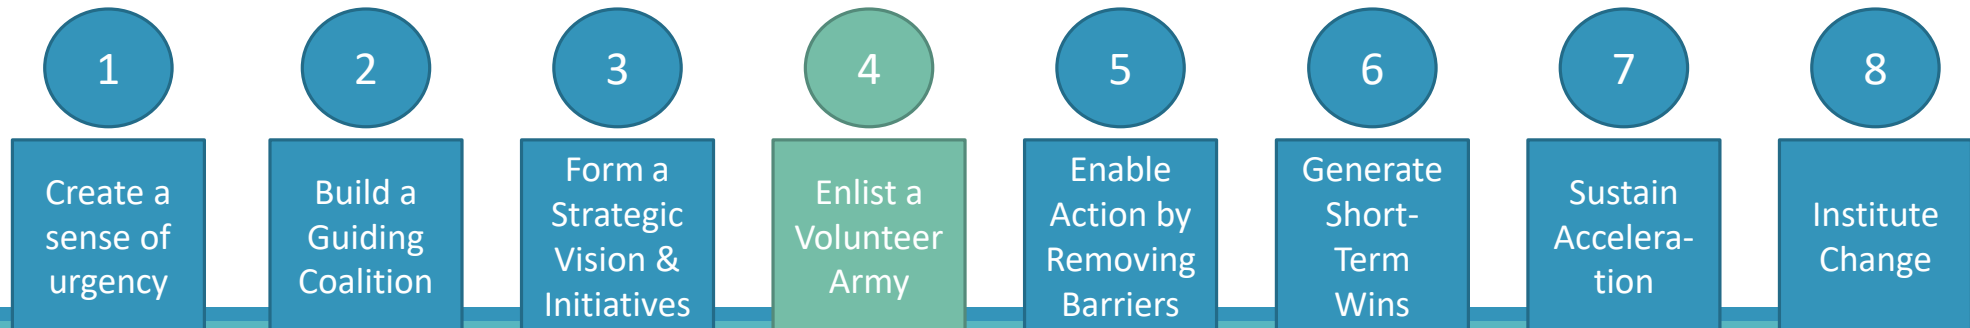 1
2
3
4
5
6
7
8
Create a
sense of
urgency
Build a
Guiding
Coalition
Form a
Strategic
Vision &
Initiatives
Enlist a
Volunteer
Army
Enable
Action by
Removing
Barriers
Generate
Short-
Term
Wins
Sustain
Accelera-
tion
Institute
Change